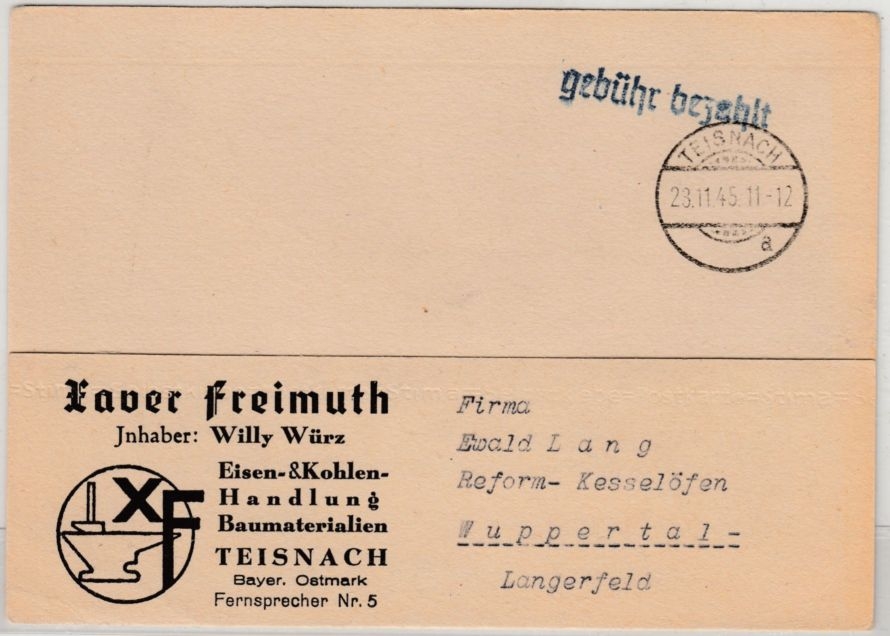 gebühr bezahlt
TEISNACH
23.11.45.11-12
a
Xaver Freimuth
Jnhaber: Willy Würz
XF
Eisen-&Kohlen-
Handlung
Baumaterialien
TEISNACH
Bayer. Ostmark
Fernsprecher Nr. 5
Firma
Ewald Lang
Reform- Kesselöfen
Wuppertal-
Langerfeld